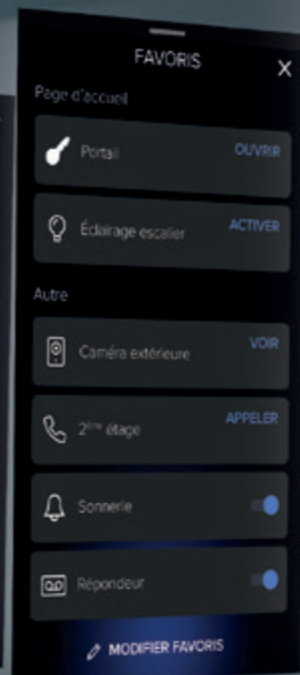 FAVORIS
Page d'accueil
Portail OUVRIR
Éclairage escalier ACTIVER
Autre
Caméra extérieure VOIR
2ème étage APPELER
Sonnerie
Répondeur
MODIFIER FAVORIS